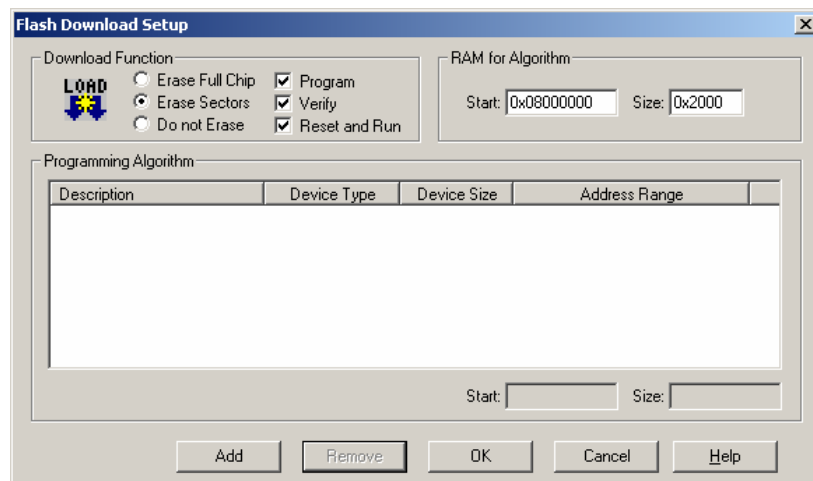 Flash Download Setup
Download Function
LOAD
Erase Full Chip
Erase Sectors
Do not Erase
Program
Verify
Reset and Run
RAM for Algorithm
Start: 0x08000000 Size: 0x2000
Programming Algorithm
Description Device Type Device Size Address Range
Start: Size:
Add Remove OK Cancel Help